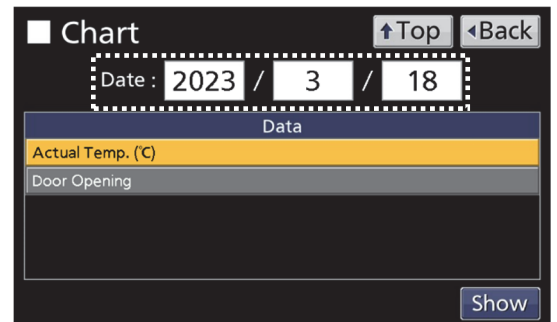 Chart
Top
Back
Date : 2023 / 3 / 18
Data
Actual Temp. (℃)
Door Opening
Show